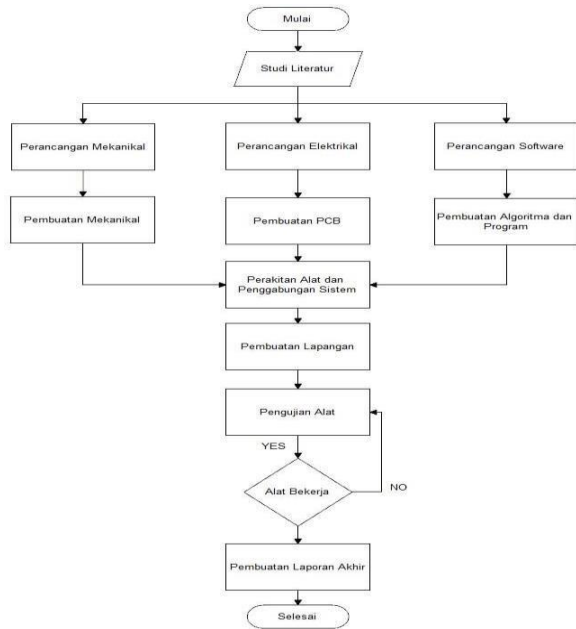 Mulai
Studi Literatur
Perancangan Mekanikal
Perancangan Elektrikal
Perancangan Software
Pembuatan Mekanikal
Pembuatan PCB
Pembuatan Algoritma dan
Program
Perakitan Alat dan
Penggabungan Sistem
Pembuatan Lapangan
Pengujian Alat
YES
Alat Bekerja
NO
Pembuatan Laporan Akhir
Selesai